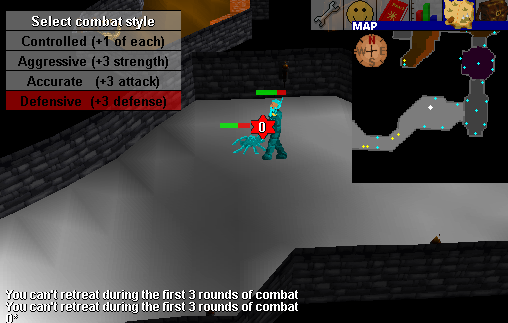 Select combat style
Controlled (+1 of each)
Aggressive (+3 strength)
Accurate (+3 attack)
Defensive (+3 defense)
MAP
N
W E
S
0
You can't retreat during the first 3 rounds of combat
You can't retreat during the first 3 rounds of combat
0*